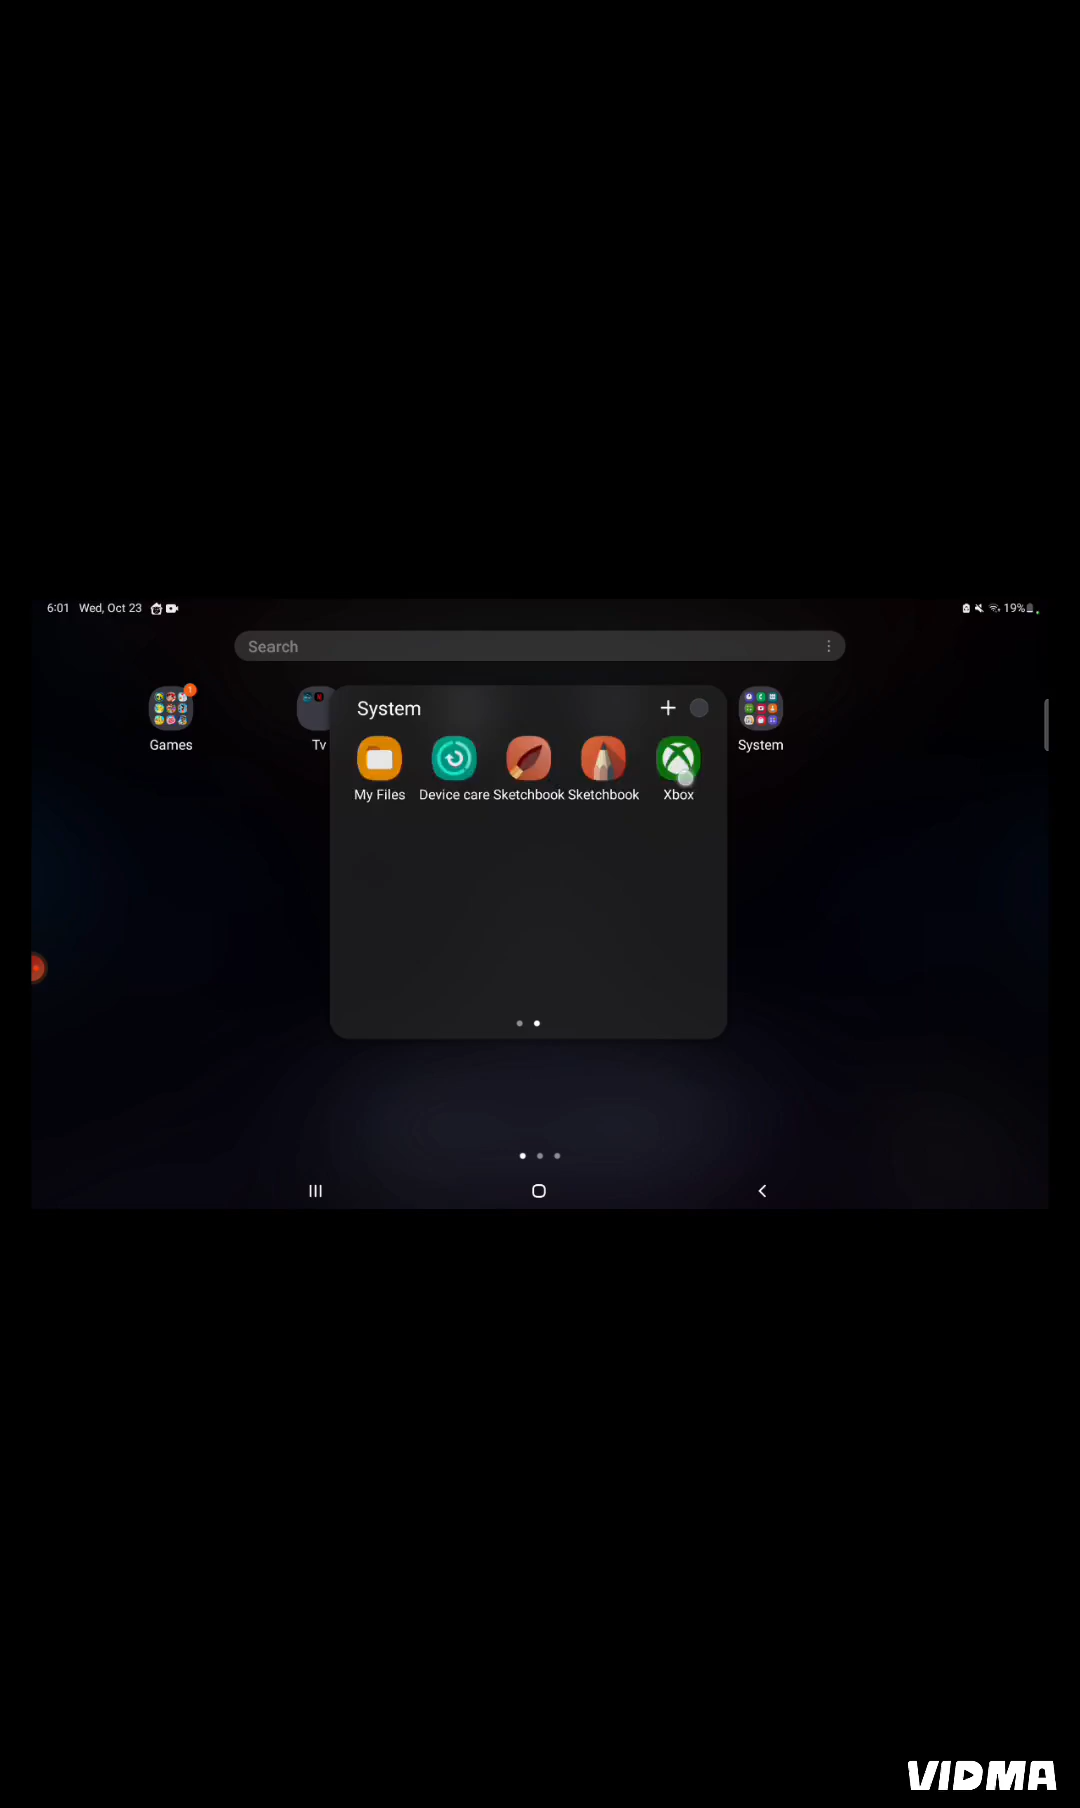 6:01 Wed, Oct 23 19%
Search
System
Games
Tv
System
My Files Device care Sketchbook Sketchbook Xbox
1
VIDMA